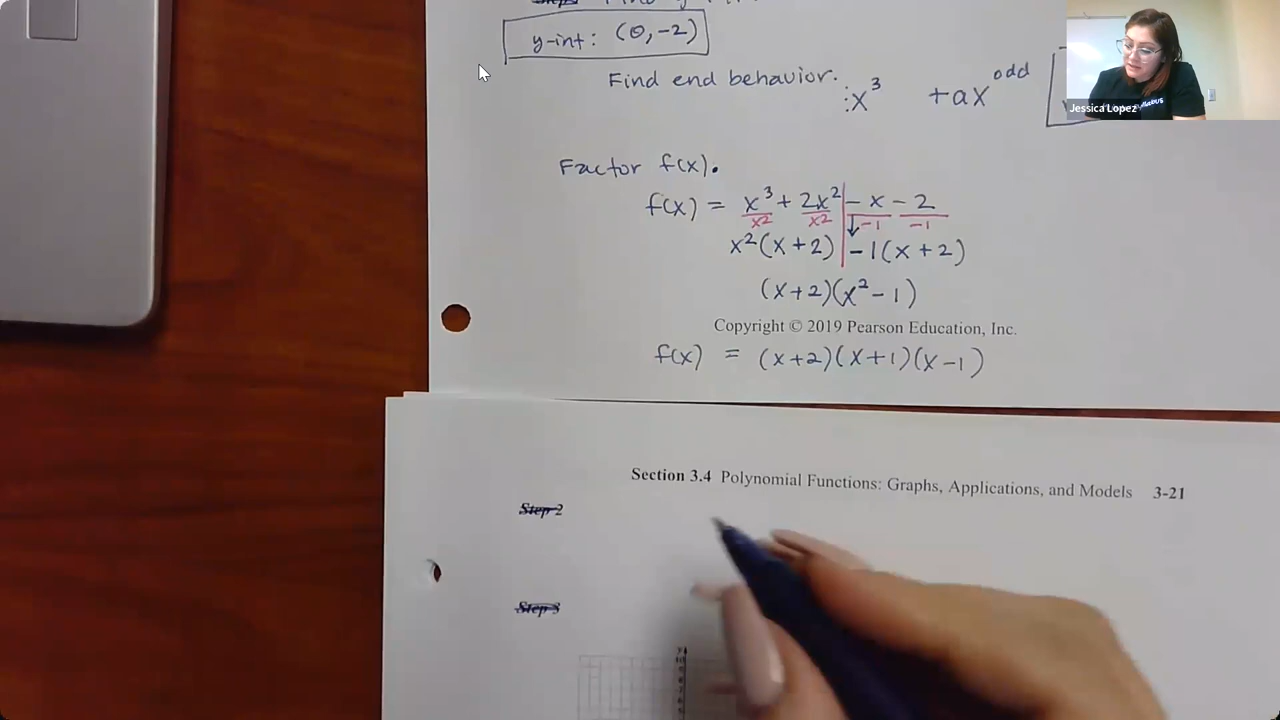 y-int: (0,-2)
Find end behavior. :x³ +ax^odd
Jessica Lopez
Factor f(x).
f(x) = x³ + 2x² - x - 2
x² x² -1 -1
x²(x+2) -1(x+2)
(x+2)(x²-1)
Copyright © 2019 Pearson Education, Inc.
f(x) = (x+2)(x+1)(x-1)
Section 3.4 Polynomial Functions: Graphs, Applications, and Models 3-21
Step 2
Step 3